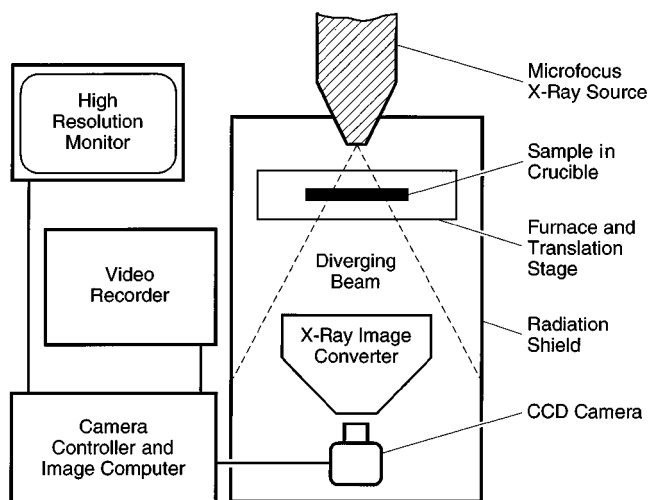 High
Resolution
Monitor
Video
Recorder
Camera
Controller and
Image Computer
Diverging
Beam
X-Ray Image
Converter
Microfocus
X-Ray Source
Sample in
Crucible
Furnace and
Translation
Stage
Radiation
Shield
CCD Camera